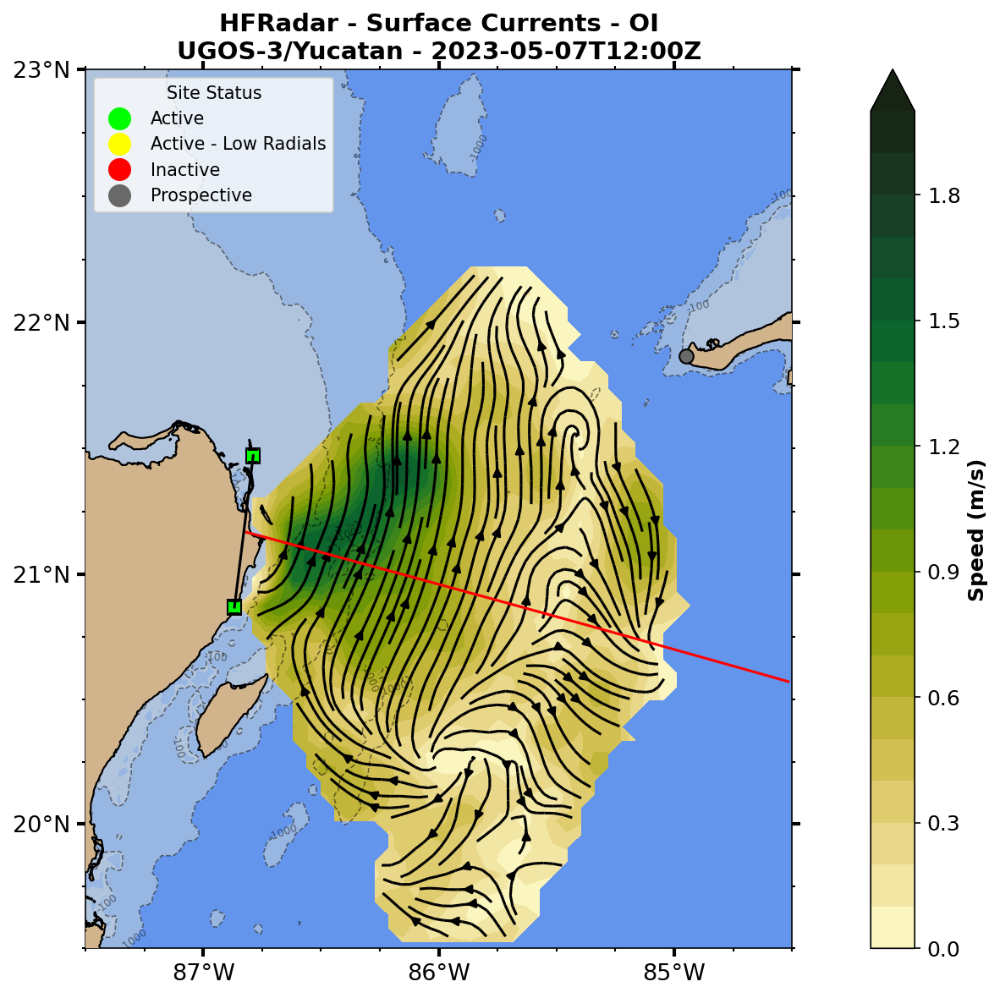 HFRadar - Surface Currents - OI
UGOS-3/Yucatan - 2023-05-07T12:00Z
23°N
22°N
21°N
20°N
Site Status
Active
Active - Low Radials
Inactive
Prospective
-1000
-100
-100
-1000
-1000
-100
100
-1000
-100
-1000
87°W
86°W
85°W
1.8
1.5
1.2
0.9
0.6
0.3
0.0
Speed (m/s)